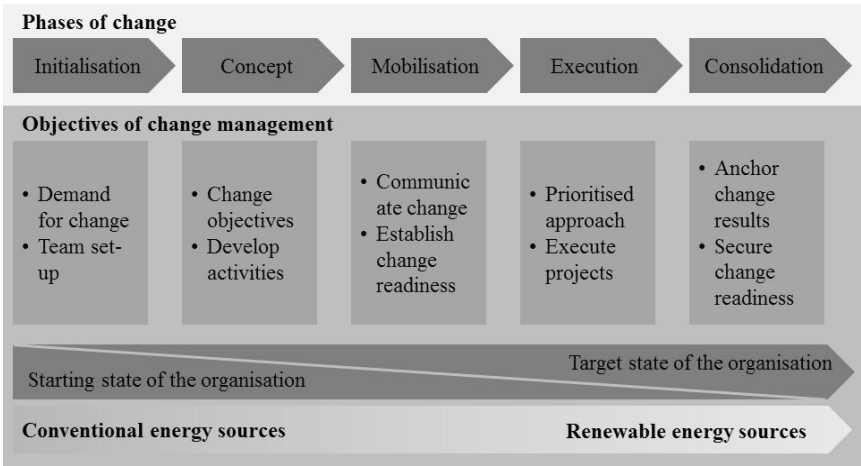 Phases of change
Initialisation
Concept
Mobilisation
Execution
Consolidation
Objectives of change management
• Demand
for change
• Team set-
up
• Change
objectives
• Develop
activities
• Communic
ate change
• Establish
change
readiness
• Prioritised
approach
• Execute
projects
• Anchor
change
results
• Secure
change
readiness
Target state of the organisation
Starting state of the organisation
Conventional energy sources
Renewable energy sources